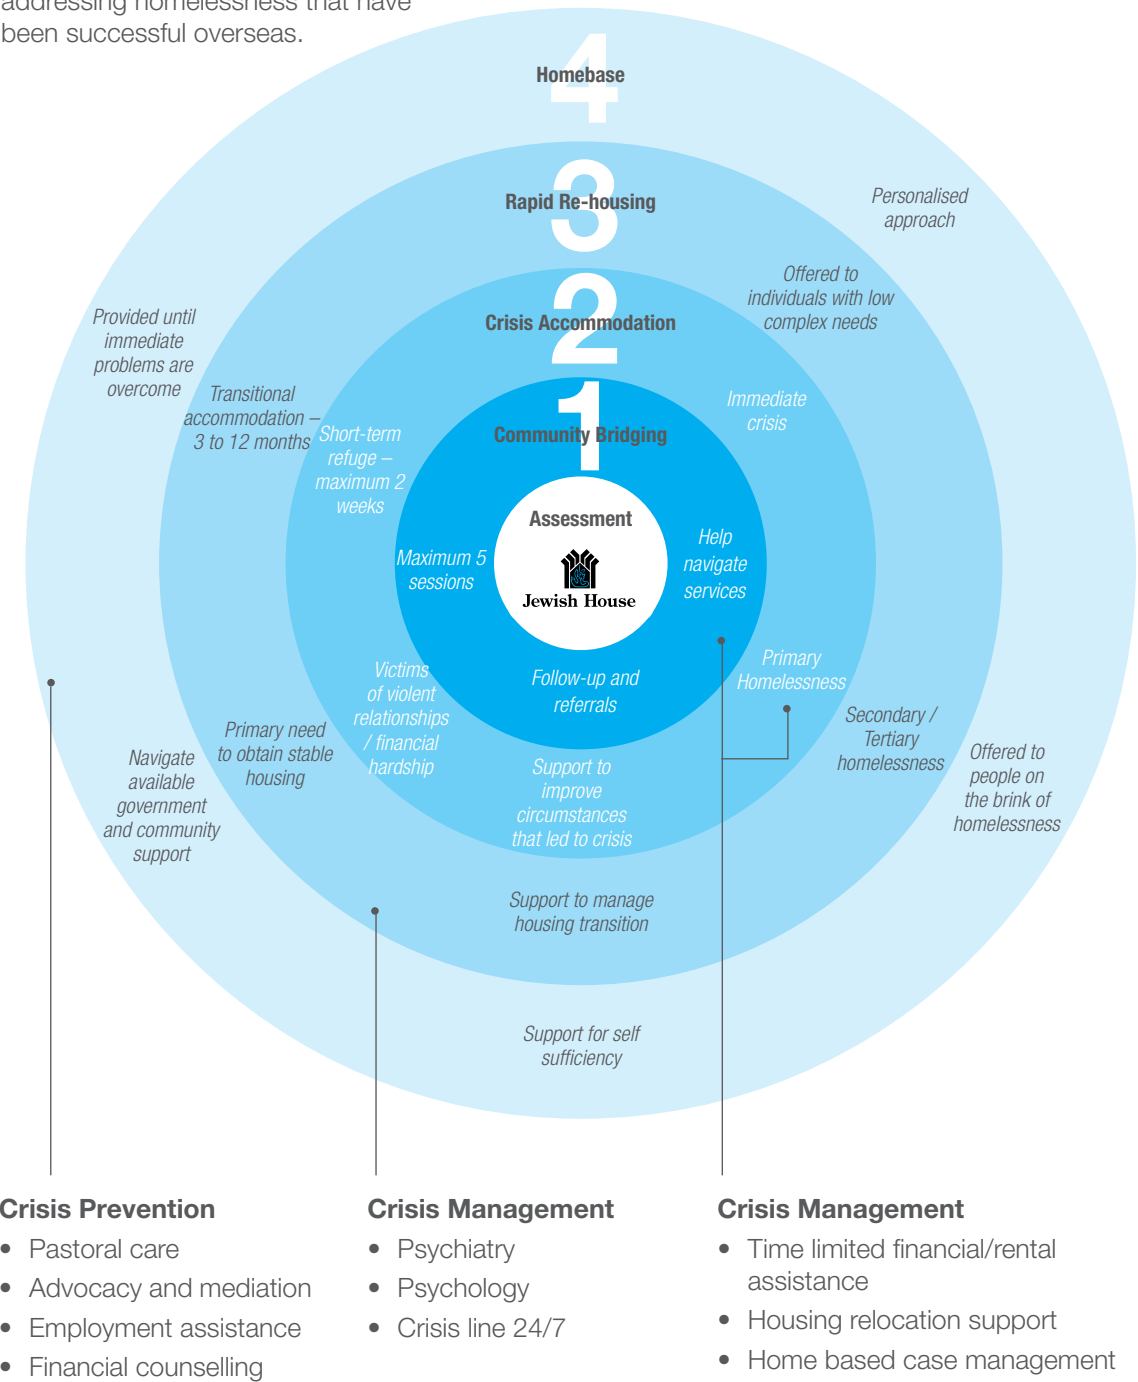 addressing homelessness that have
been successful overseas.
4
Homebase
3
Rapid Re-housing
Personalised
approach
Offered to
individuals with low
complex needs
2
Crisis Accommodation
Provided until
immediate
problems are
overcome
Transitional
accommodation –
3 to 12 months
Immediate
crisis
Short-term
refuge –
maximum 2
weeks
1
Community Bridging
Assessment
Jewish House
Maximum 5
sessions
Help
navigate
services
Follow-up and
referrals
Primary
Homelessness
Victims
of violent
relationships
/ financial
hardship
Secondary /
Tertiary
homelessness
Primary need
to obtain stable
housing
Navigate
available
government
and community
support
Offered to
people on
the brink of
homelessness
Support to
improve
circumstances
that led to crisis
Support to manage
housing transition
Support for self
sufficiency
Crisis Prevention
• Pastoral care
• Advocacy and mediation
• Employment assistance
• Financial counselling
Crisis Management
• Psychiatry
• Psychology
• Crisis line 24/7
Crisis Management
• Time limited financial/rental
assistance
• Housing relocation support
• Home based case management